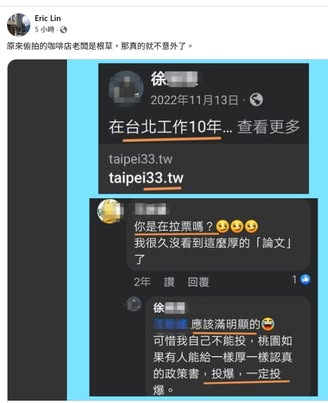 Eric Lin
5 小時 ·
原來偷拍的咖啡店老闆是根草，那真的就不意外了。
徐
2022年11月13日 ·
在台北工作10年... 查看更多
taipei33.tw
taipei33.tw
你是在拉票嗎？
我很久沒看到這麼厚的「論文」
了
2年 讚 回覆 1
徐
應該滿明顯的
可惜我自己不能投，桃園如
果有人能給一樣厚一樣認真
的政策書，投爆，一定投
爆。